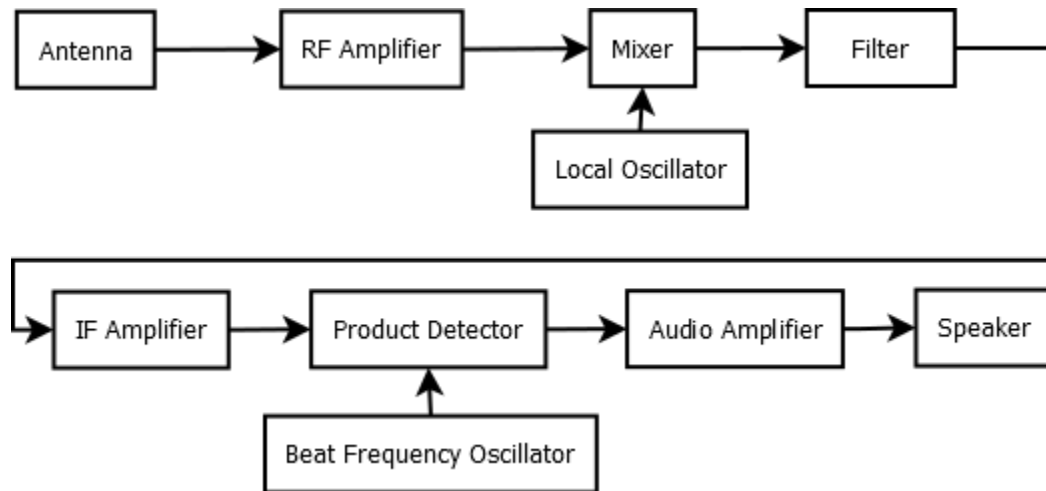 Antenna
RF Amplifier
Mixer
Filter
Local Oscillator
IF Amplifier
Product Detector
Audio Amplifier
Speaker
Beat Frequency Oscillator